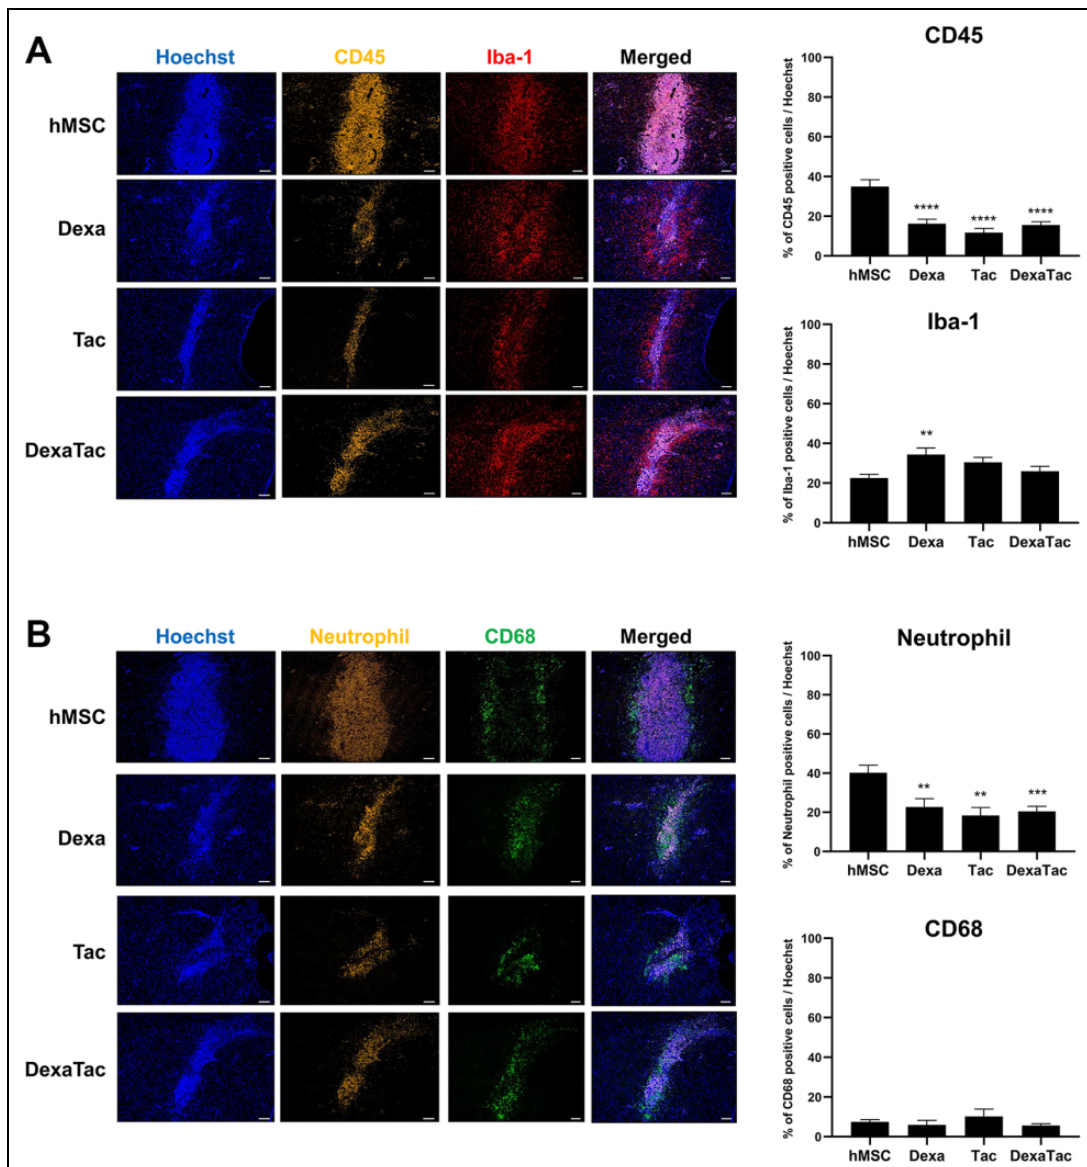 A
Hoechst CD45 Iba-1 Merged
hMSC
Dexa
Tac
DexaTac
CD45
% of CD45 positive cells / Hoechst
100
80
60
40
20
0
**** **** ****
hMSC Dexa Tac DexaTac
Iba-1
% of Iba-1 positive cells / Hoechst
100
80
60
40
20
0
**
hMSC Dexa Tac DexaTac
B
Hoechst Neutrophil CD68 Merged
hMSC
Dexa
Tac
DexaTac
Neutrophil
% of Neutrophil positive cells / Hoechst
100
80
60
40
20
0
** ** ***
hMSC Dexa Tac DexaTac
CD68
% of CD68 positive cells / Hoechst
100
80
60
40
20
0
hMSC Dexa Tac DexaTac